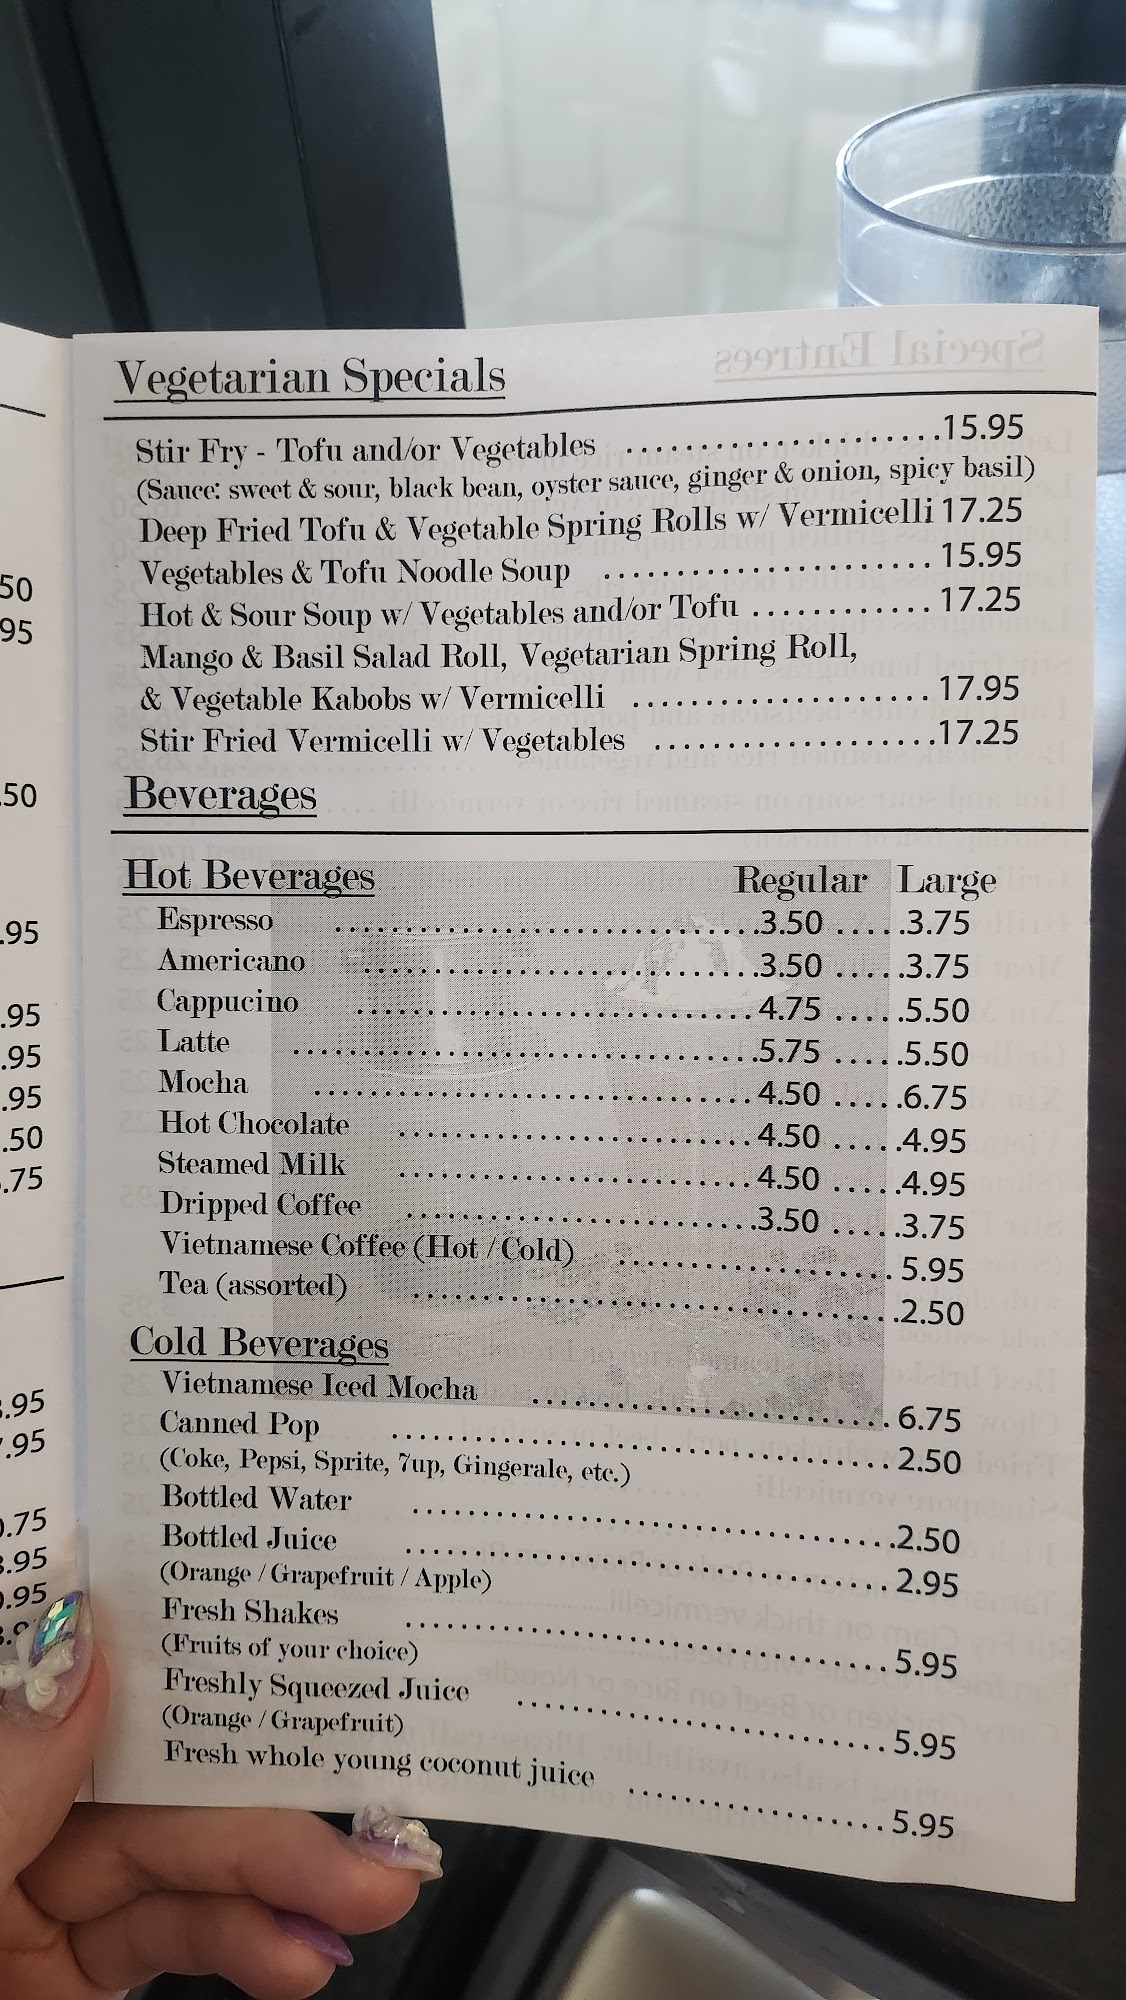 Special Entrees
Vegetarian Specials
Stir Fry - Tofu and/or Vegetables ....................15.95
(Sauce: sweet & sour, black bean, oyster sauce, ginger & onion, spicy basil)
Deep Fried Tofu & Vegetable Spring Rolls w/ Vermicelli 17.25
Vegetables & Tofu Noodle Soup ..................... 15.95
Hot & Sour Soup w/ Vegetables and/or Tofu ............ 17.25
Mango & Basil Salad Roll, Vegetarian Spring Roll,
& Vegetable Kabobs w/ Vermicelli ................... 17.95
Stir Fried Vermicelli w/ Vegetables ..................17.25
Beverages
Hot Beverages Regular Large
Espresso ..........3.50 .....3.75
Americano ..........3.50 .....3.75
Cappucino ..........4.75 .....5.50
Latte ..........5.75 .....5.50
Mocha ..........4.50 .....6.75
Hot Chocolate ..........4.50 .....4.95
Steamed Milk ..........4.50 .....4.95
Dripped Coffee ..........3.50 .....3.75
Vietnamese Coffee (Hot / Cold) .......... 5.95
Tea (assorted) ..........2.50
Cold Beverages
Vietnamese Iced Mocha .......... 6.75
Canned Pop ..........2.50
(Coke, Pepsi, Sprite, 7up, Gingerale, etc.)
Bottled Water ..........2.50
Bottled Juice .......... 2.95
(Orange / Grapefruit / Apple)
Fresh Shakes .......... 5.95
(Fruits of your choice)
Freshly Squeezed Juice .......... 5.95
(Orange / Grapefruit)
Fresh whole young coconut juice .......... 5.95